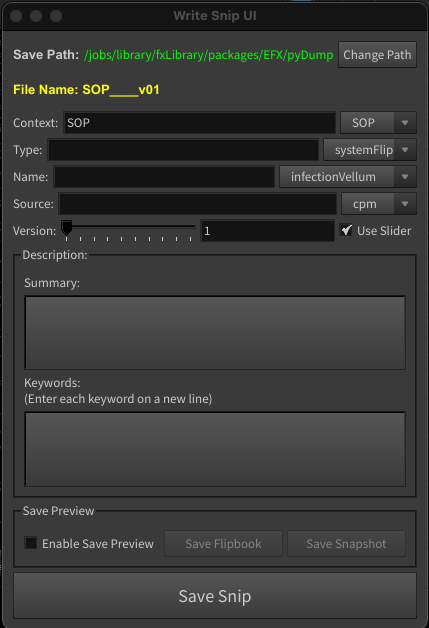 Write Snip UI
Save Path: /jobs/library/fxLibrary/packages/EFX/pyDump Change Path
File Name: SOP____v01
Context: SOP SOP
Type: systemFlip
Name: infectionVellum
Source: cpm
Version: 1 Use Slider
Description:
Summary:
Keywords:
(Enter each keyword on a new line)
Save Preview
Enable Save Preview Save Flipbook Save Snapshot
Save Snip